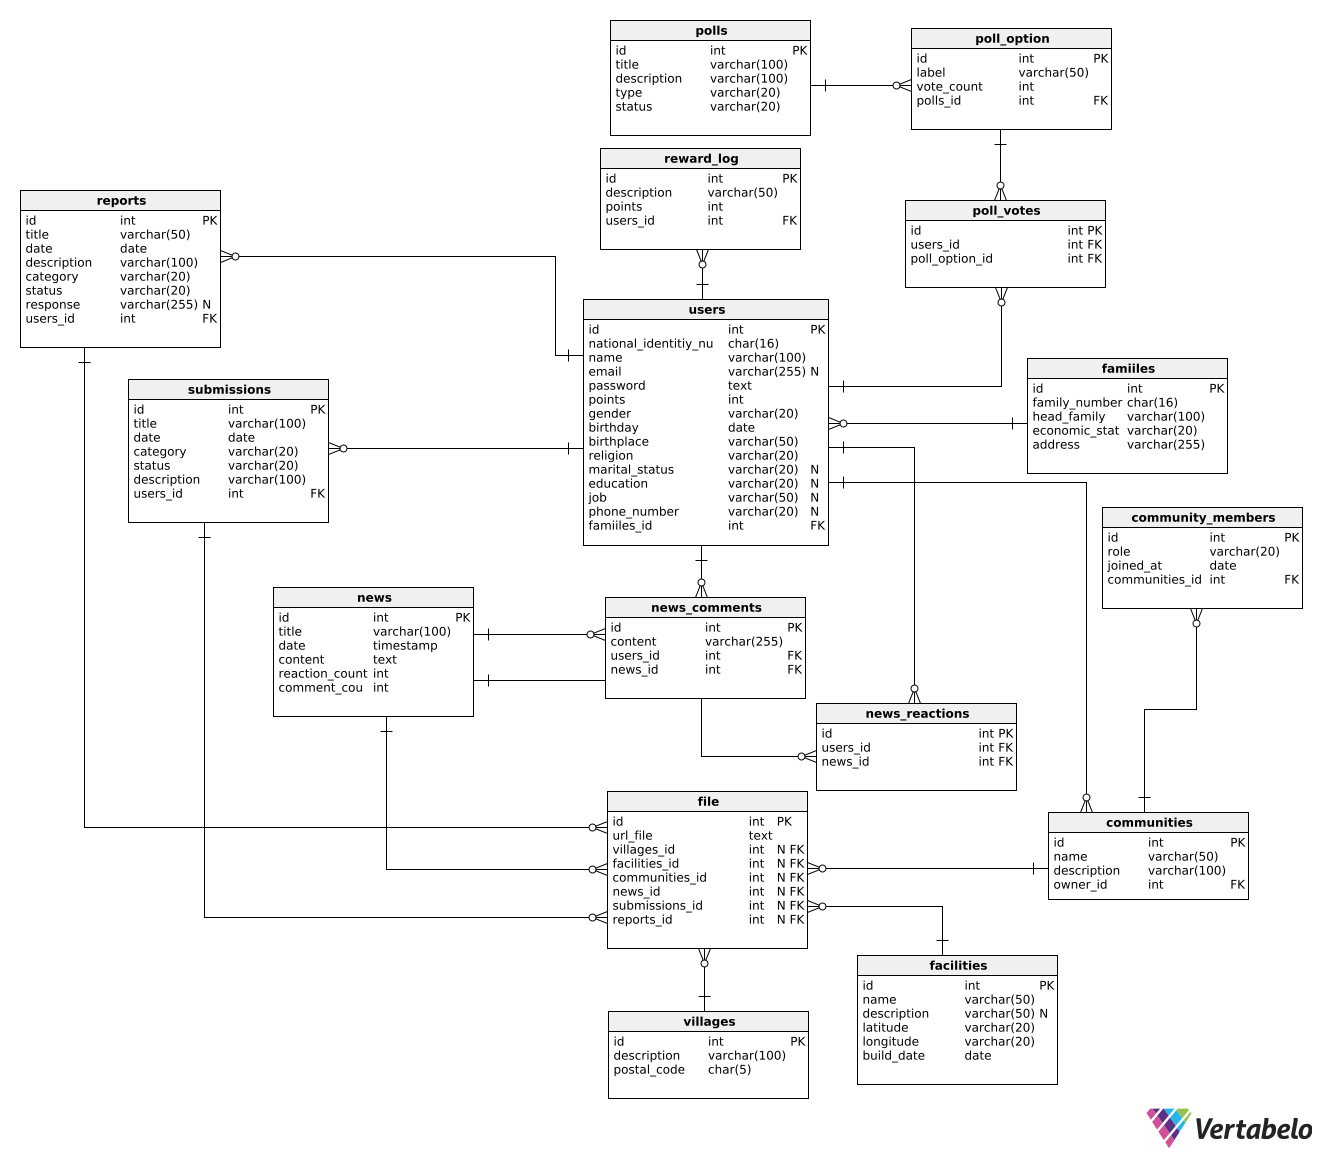 polls
id int PK
title varchar(100)
description varchar(100)
type varchar(20)
status varchar(20)
poll_option
id int PK
label varchar(50)
vote_count int
polls_id int FK
reward_log
id int PK
description varchar(50)
points int
users_id int FK
reports
id int PK
title varchar(50)
date date
description varchar(100)
category varchar(20)
status varchar(20)
response varchar(255) N
users_id int FK
poll_votes
id int PK
users_id int FK
poll_option_id int FK
users
id int PK
national_identitiy_nu char(16)
name varchar(100)
email varchar(255) N
password text
points int
gender varchar(20)
birthday date
birthplace varchar(50)
religion varchar(20)
marital_status varchar(20) N
education varchar(20) N
job varchar(50) N
phone_number varchar(20) N
famiiles_id int FK
famiiles
id int PK
family_number char(16)
head_family varchar(100)
economic_stat varchar(20)
address varchar(255)
submissions
id int PK
title varchar(100)
date date
category varchar(20)
status varchar(20)
description varchar(100)
users_id int FK
community_members
id int PK
role varchar(20)
joined_at date
communities_id int FK
news
id int PK
title varchar(100)
date timestamp
content text
reaction_count int
comment_cou int
news_comments
id int PK
content varchar(255)
users_id int FK
news_id int FK
news_reactions
id int PK
users_id int FK
news_id int FK
file
id int PK
url_file text
villages_id int N FK
facilities_id int N FK
communities_id int N FK
news_id int N FK
submissions_id int N FK
reports_id int N FK
communities
id int PK
name varchar(50)
description varchar(100)
owner_id int FK
facilities
id int PK
name varchar(50)
description varchar(50) N
latitude varchar(20)
longitude varchar(20)
build_date date
villages
id int PK
description varchar(100)
postal_code char(5)
Vertabelo